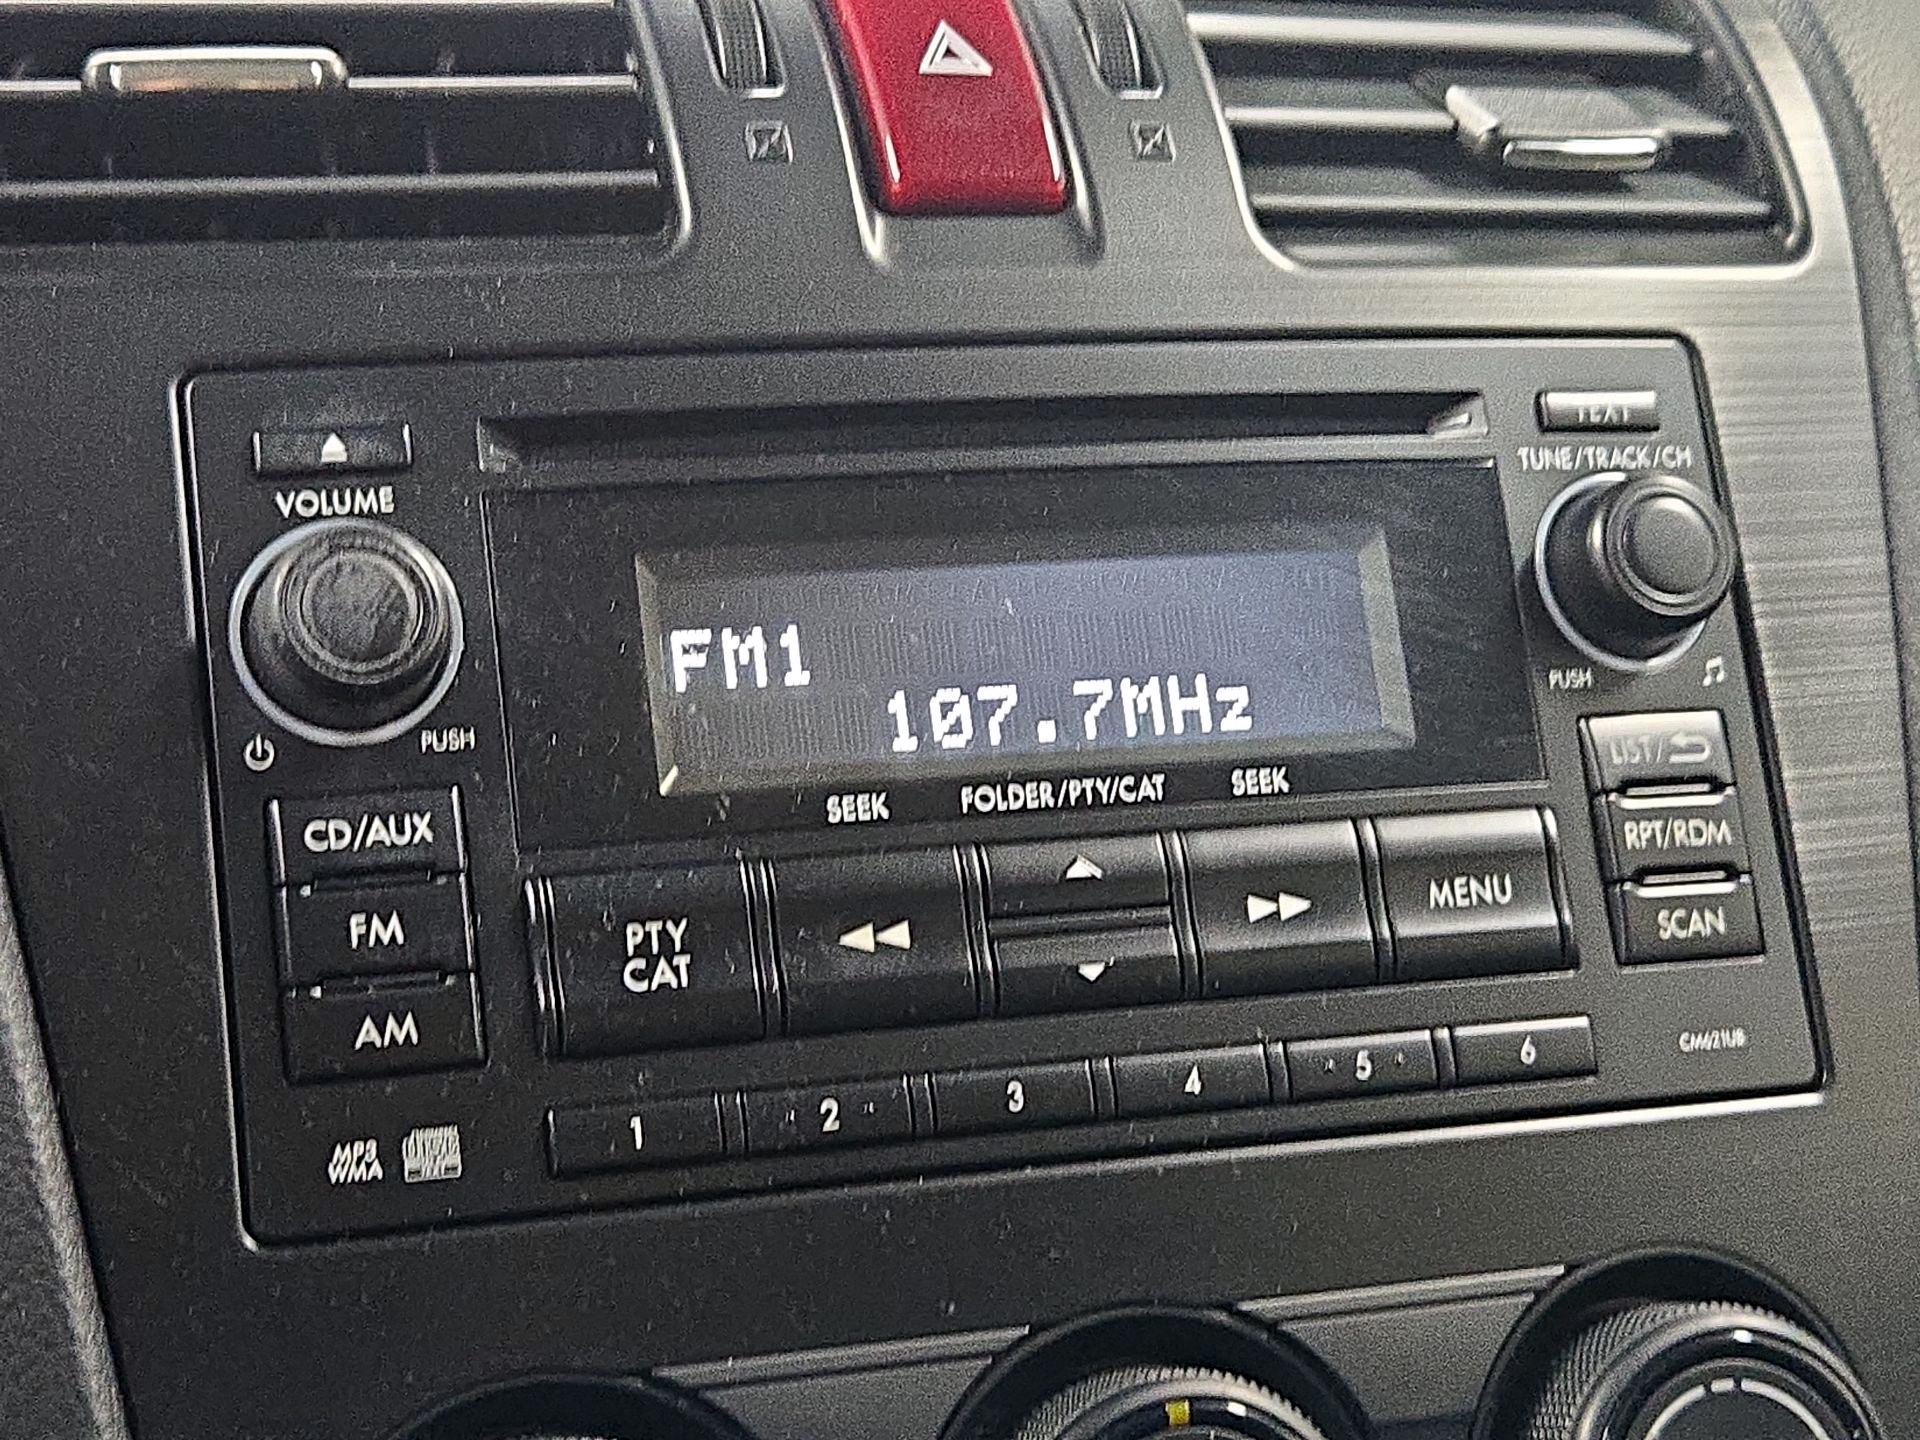 TEXT
VOLUME
TUNE/TRACK/CH
FM1
107.7MHz
PUSH
PUSH
SEEK
FOLDER/PTY/CAT
SEEK
LIST/
CD/AUX
RPT/RDM
FM
PTY
CAT
MENU
SCAN
AM
1
2
3
4
5
6
CM621UB
MP3
WMA